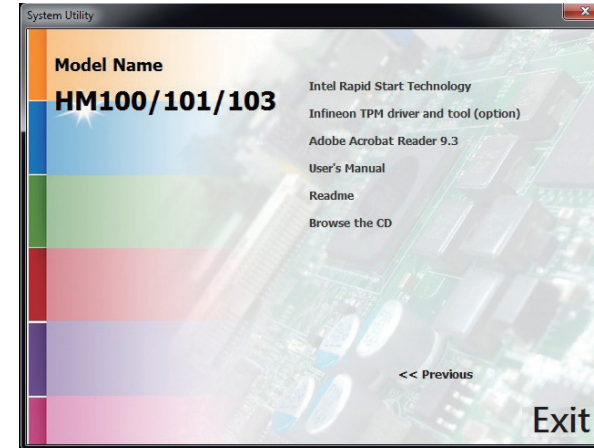 System Utility
Model Name
HM100/101/103
Intel Rapid Start Technology
Infineon TPM driver and tool (option)
Adobe Acrobat Reader 9.3
User's Manual
Readme
Browse the CD
<< Previous
Exit